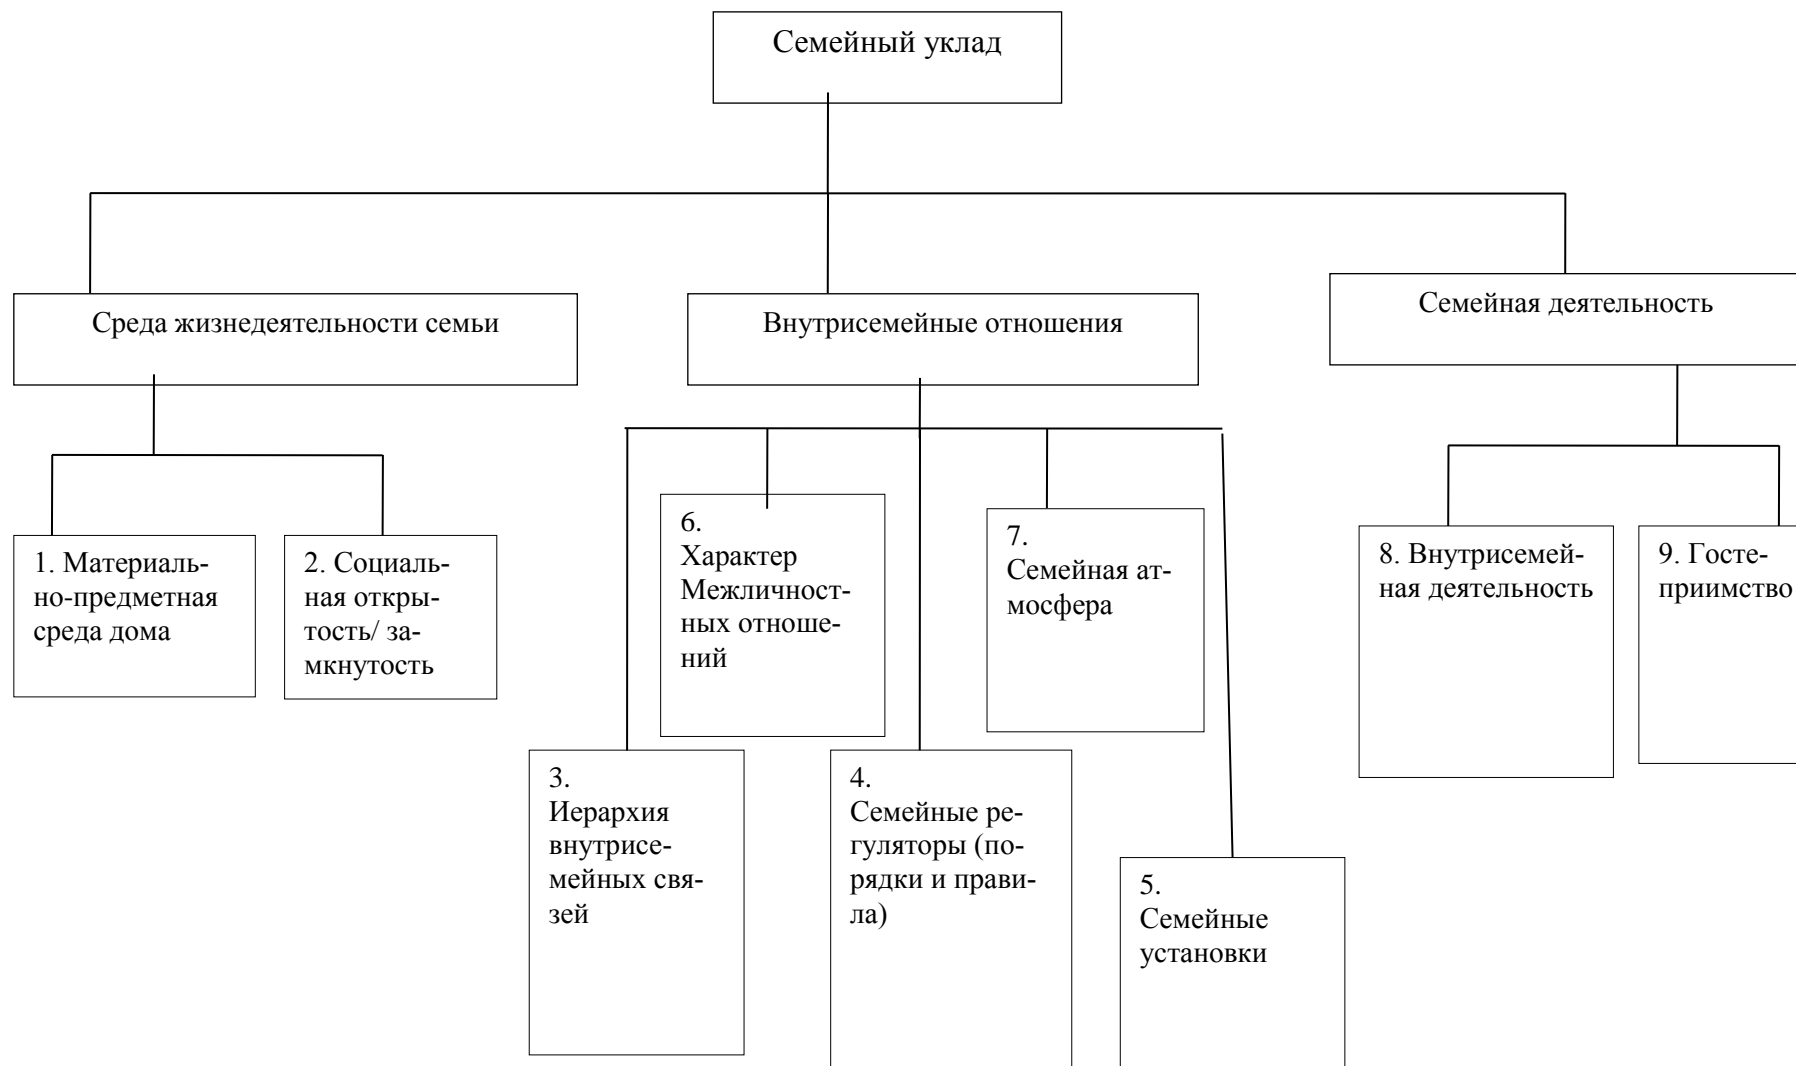 Семейный уклад
Среда жизнедеятельности семьи
Внутрисемейные отношения
Семейная деятельность
1. Материаль-
но-предметная
среда дома
2. Социаль-
ная откры-
тость/ за-
мкнутость
6.
Характер
Межличност-
ных отноше-
ний
7.
Семейная ат-
мосфера
8. Внутрисемей-
ная деятельность
9. Госте-
приимство
3.
Иерархия
внутрисе-
мейных свя-
зей
4.
Семейные ре-
гуляторы (по-
рядки и прави-
ла)
5.
Семейные
установки